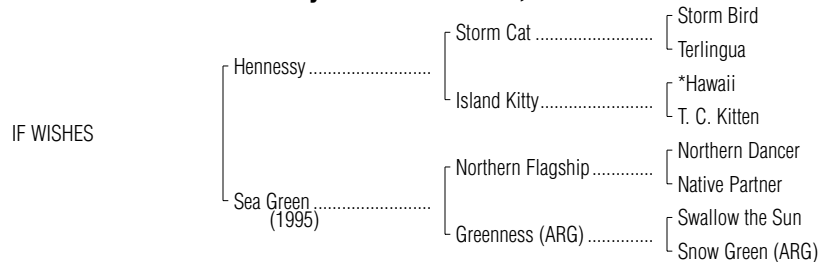 Storm Bird
Storm Cat ..........................
Terlingua
Hennessy ...........................
*Hawaii
Island Kitty.........................
T. C. Kitten
IF WISHES
Northern Dancer
Northern Flagship .............
Native Partner
Sea Green .........................
(1995)
Swallow the Sun
Greenness (ARG) ..............
Snow Green (ARG)